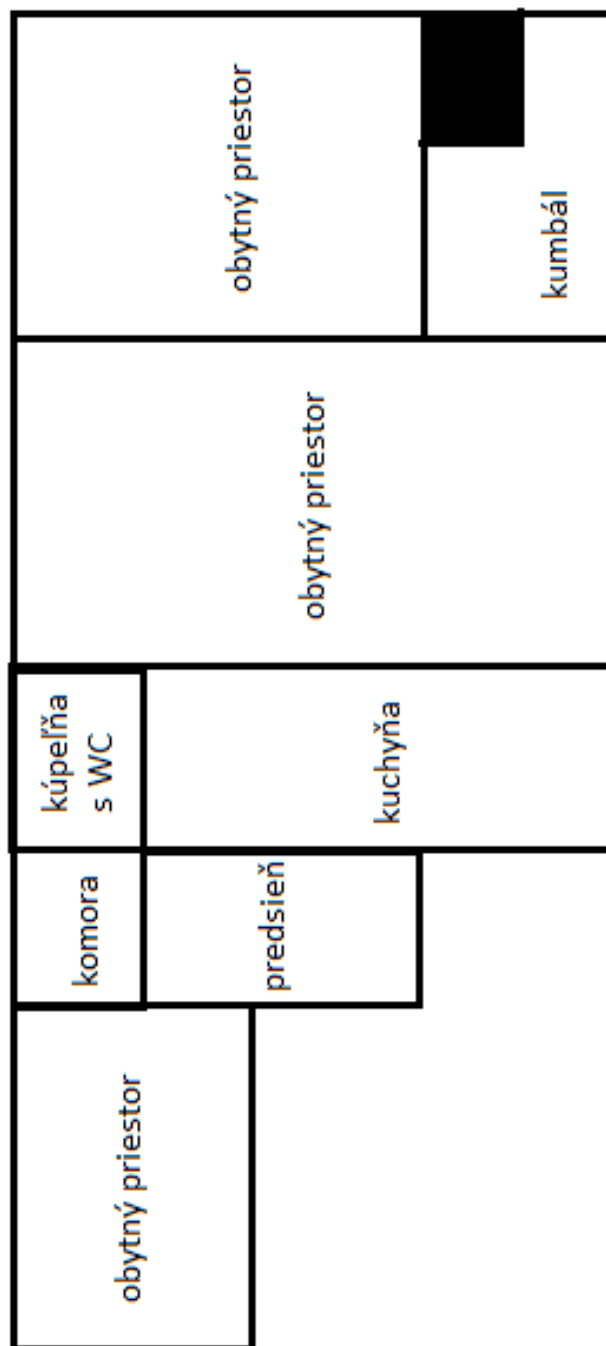 obytný priestor
kumbál
obytný priestor
kúpeľňa
s WC
kuchyňa
komora
predsieň
obytný priestor